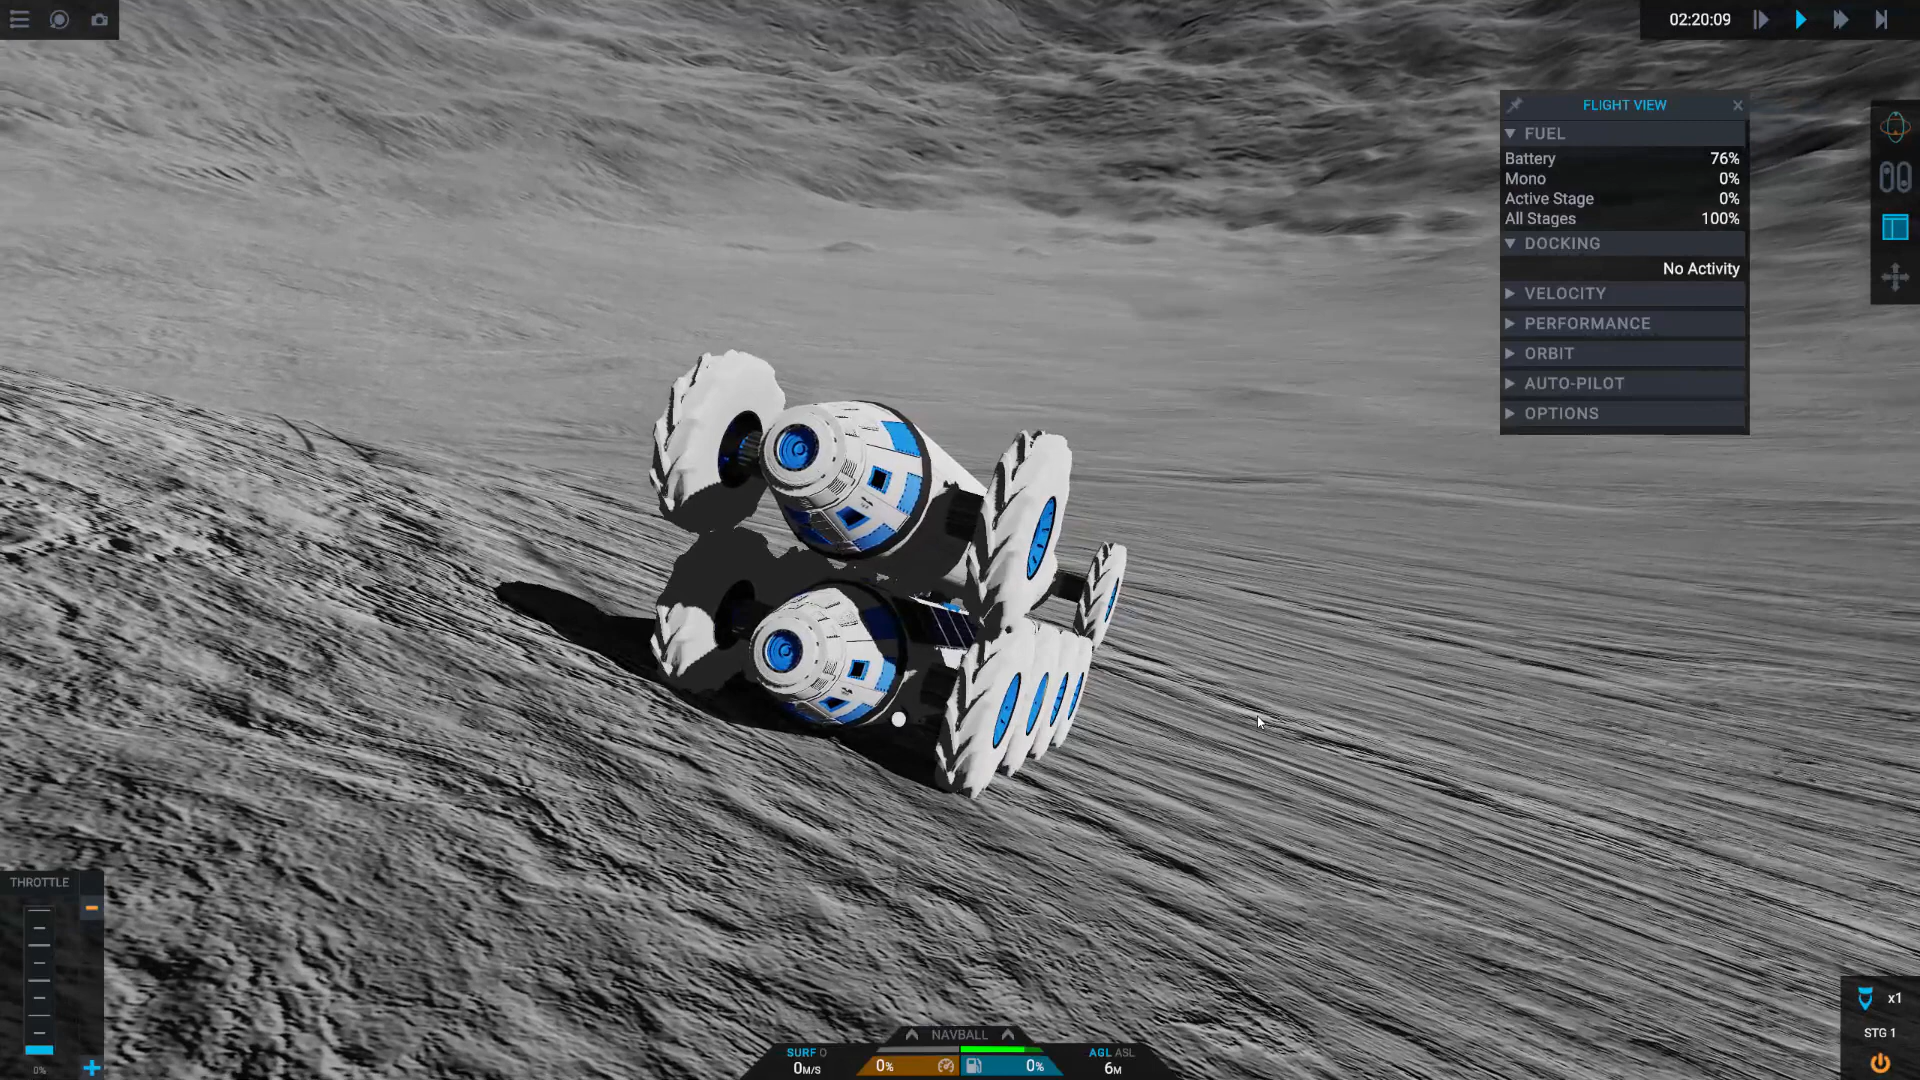 02:20:09
FLIGHT VIEW
FUEL
Battery 76%
Mono 0%
Active Stage 0%
All Stages 100%
DOCKING
No Activity
VELOCITY
PERFORMANCE
ORBIT
AUTO-PILOT
OPTIONS
THROTTLE
0%
NAVBALL
SURF O
0M/S
0%
0%
AGL ASL
6M
x1
STG 1